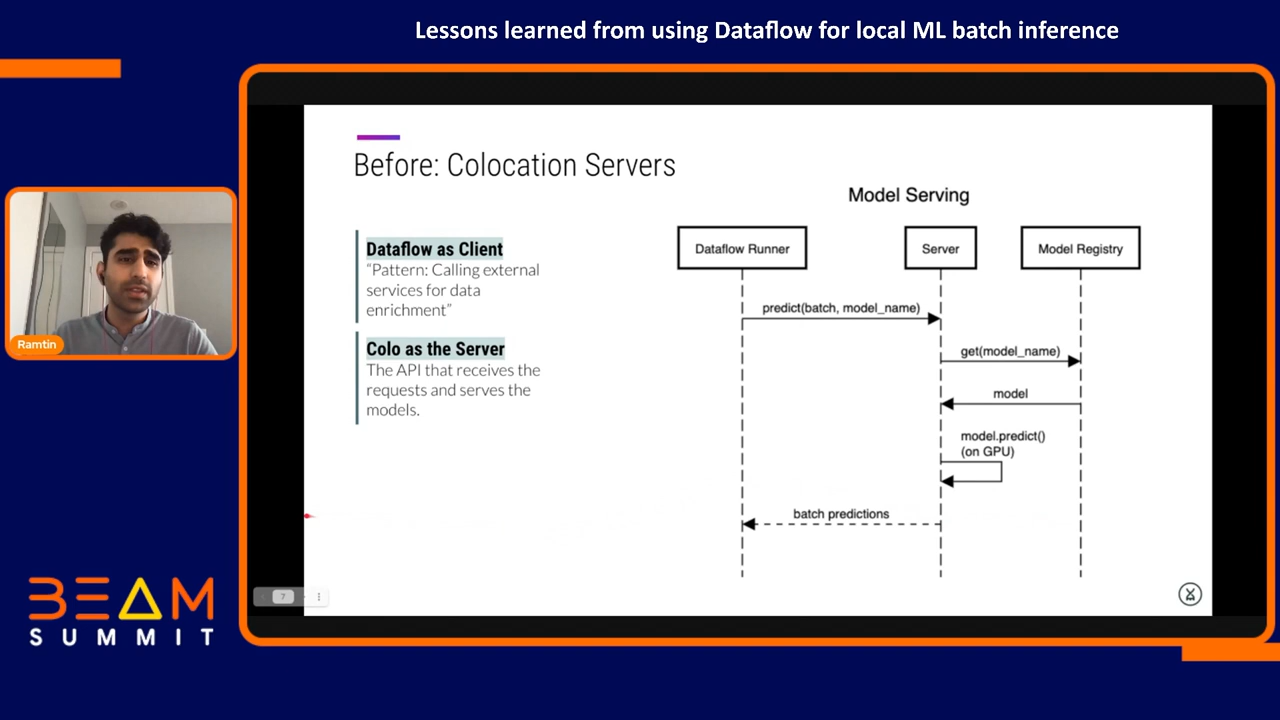 Lessons learned from using Dataflow for local ML batch inference
Before: Colocation Servers
Dataflow as Client
“Pattern: Calling external
services for data
enrichment”
Colo as the Server
The API that receives the
requests and serves the
models.
Model Serving
Dataflow Runner
Server
Model Registry
predict(batch, model_name)
get(model_name)
model
model.predict()
(on GPU)
batch predictions
7
Ramtin
BEAM
SUMMIT